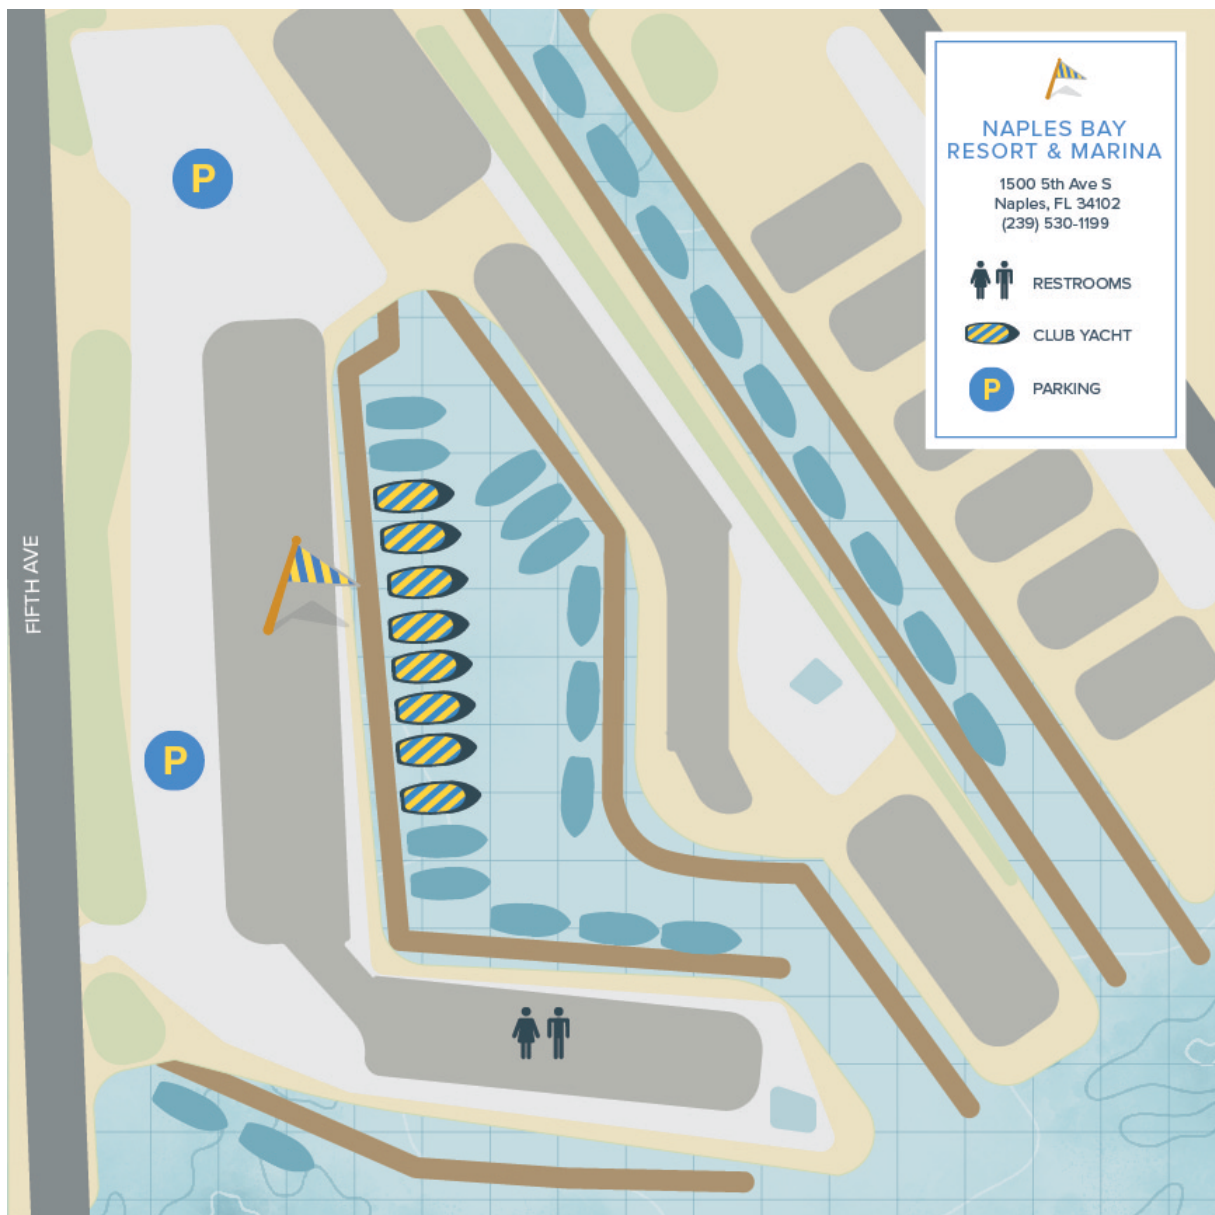 P
P
FIFTH AVE
NAPLES BAY
RESORT & MARINA
1500 5th Ave S
Naples, FL 34102
(239) 530-1199
RESTROOMS
CLUB YACHT
P PARKING